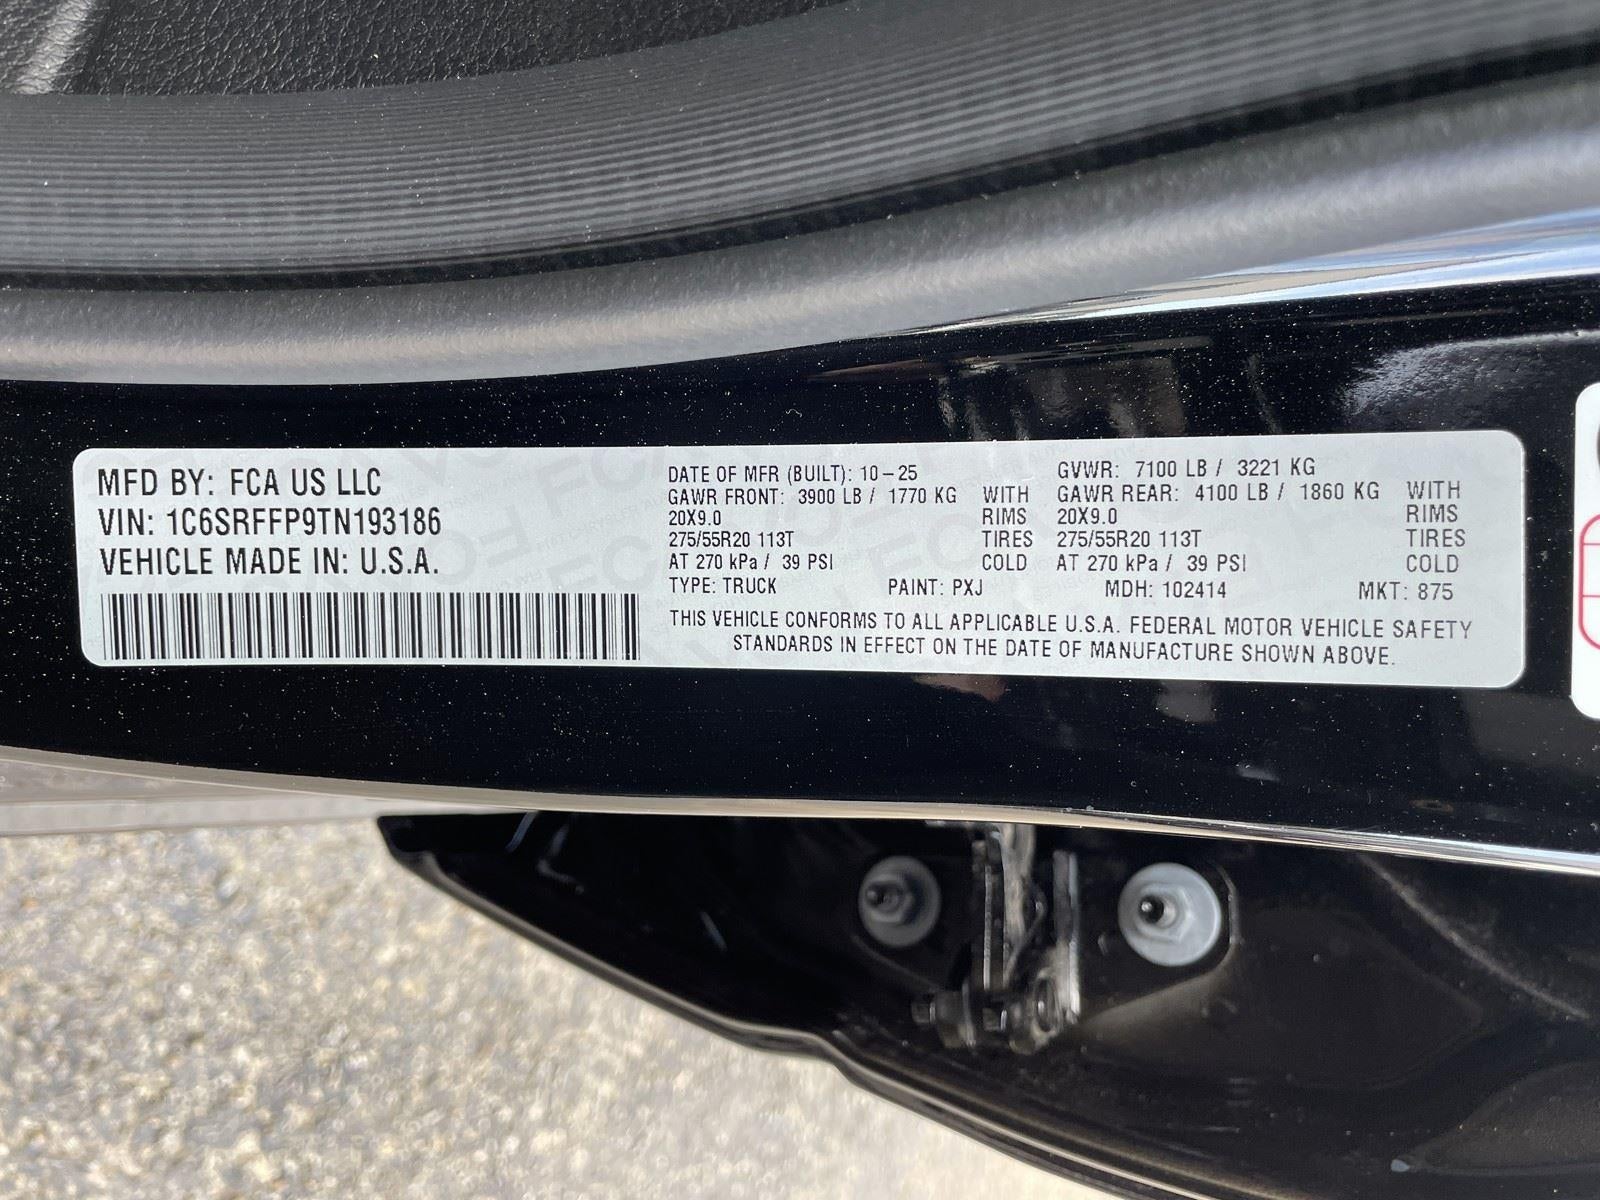 MFD BY: FCA US LLC
VIN: 1C6SRFFP9TN193186
VEHICLE MADE IN: U.S.A.
DATE OF MFR (BUILT): 10-25 GVWR: 7100 LB / 3221 KG
GAWR FRONT: 3900 LB / 1770 KG WITH GAWR REAR: 4100 LB / 1860 KG WITH
20X9.0 RIMS 20X9.0 RIMS
275/55R20 113T TIRES 275/55R20 113T TIRES
AT 270 kPa / 39 PSI COLD AT 270 kPa / 39 PSI COLD
TYPE: TRUCK PAINT: PXJ MDH: 102414 MKT: 875
THIS VEHICLE CONFORMS TO ALL APPLICABLE U.S.A. FEDERAL MOTOR VEHICLE SAFETY
STANDARDS IN EFFECT ON THE DATE OF MANUFACTURE SHOWN ABOVE.